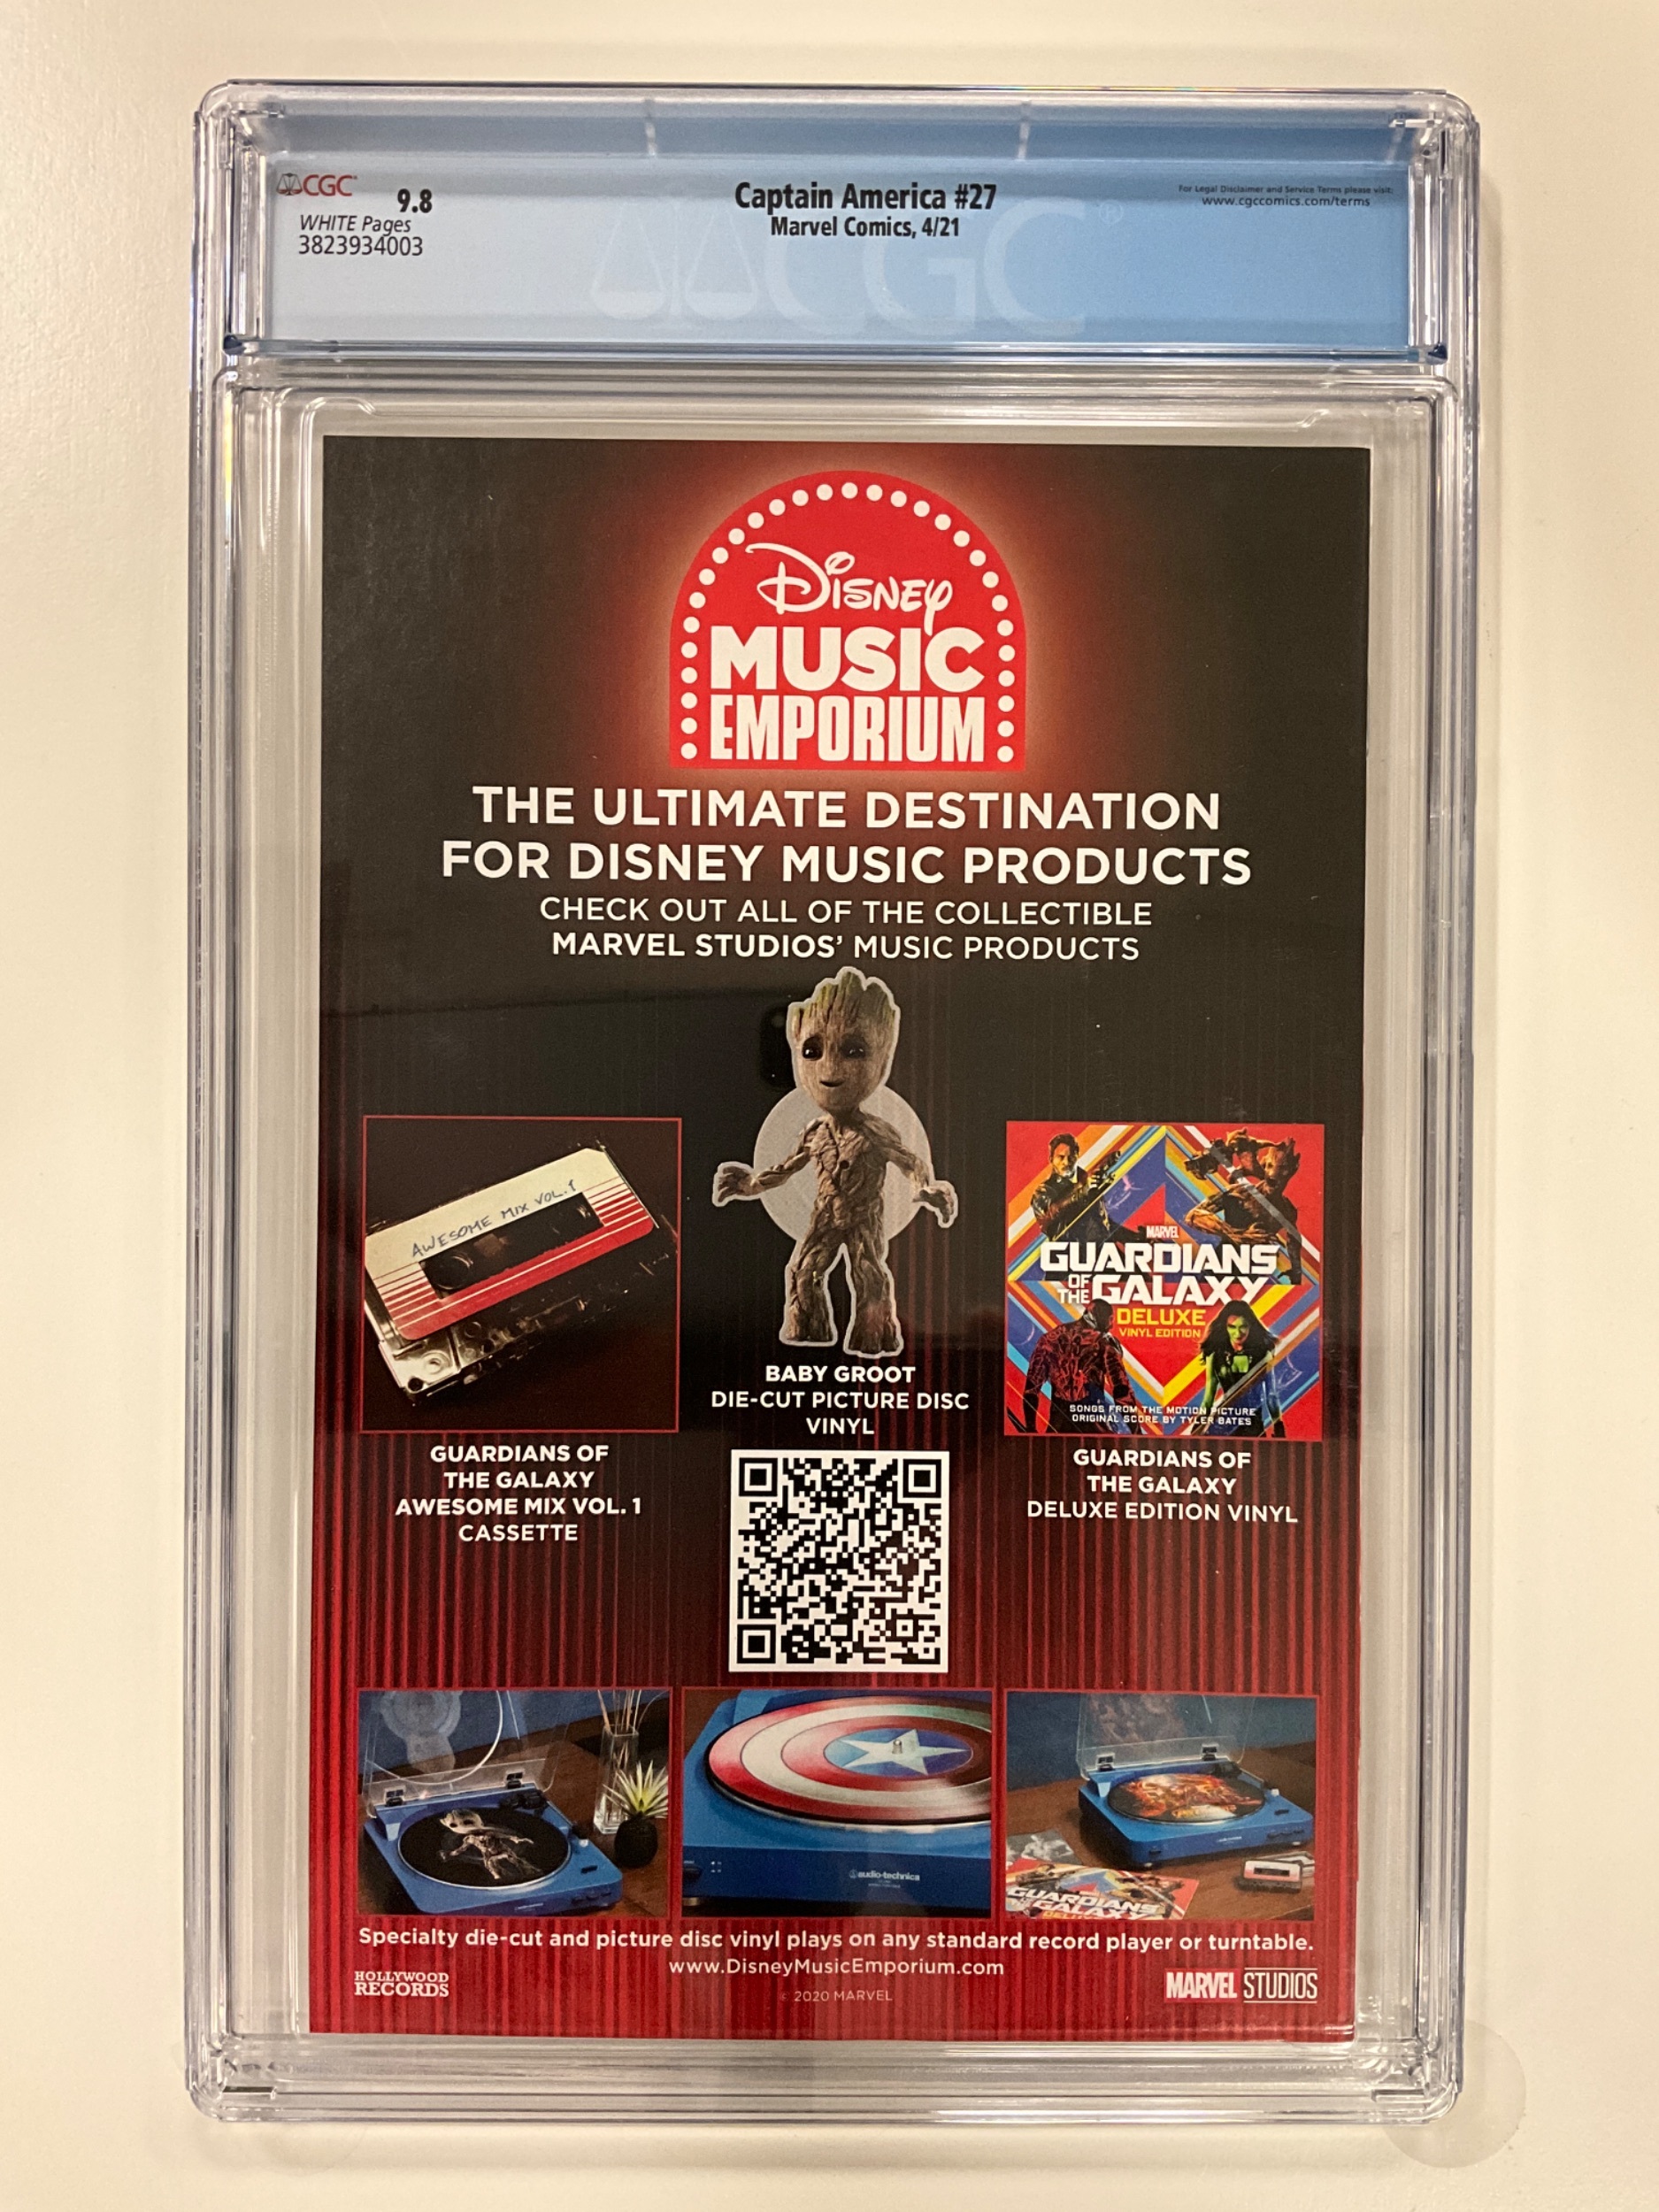 CGC
9.8
WHITE Pages
3823934003
Captain America #27
Marvel Comics, 4/21
For Legal Disclaimer and Service Terms please visit:
www.cgccomics.com/terms
CGC
DISNEY
MUSIC
EMPORIUM
THE ULTIMATE DESTINATION
FOR DISNEY MUSIC PRODUCTS
CHECK OUT ALL OF THE COLLECTIBLE
MARVEL STUDIOS' MUSIC PRODUCTS
AWESOME MIX VOL. 1
GUARDIANS OF
THE GALAXY
AWESOME MIX VOL. 1
CASSETTE
BABY GROOT
DIE-CUT PICTURE DISC
VINYL
MARVEL
GUARDIANS
OF THE GALAXY
DELUXE
VINYL EDITION
SONGS FROM THE MOTION PICTURE
ORIGINAL SCORE BY TYLER BATES
GUARDIANS OF
THE GALAXY
DELUXE EDITION VINYL
audio-technica
GUARDIANS
GALAXY
Specialty die-cut and picture disc vinyl plays on any standard record player or turntable.
www.DisneyMusicEmporium.com
HOLLYWOOD
RECORDS
© 2020 MARVEL
MARVEL STUDIOS